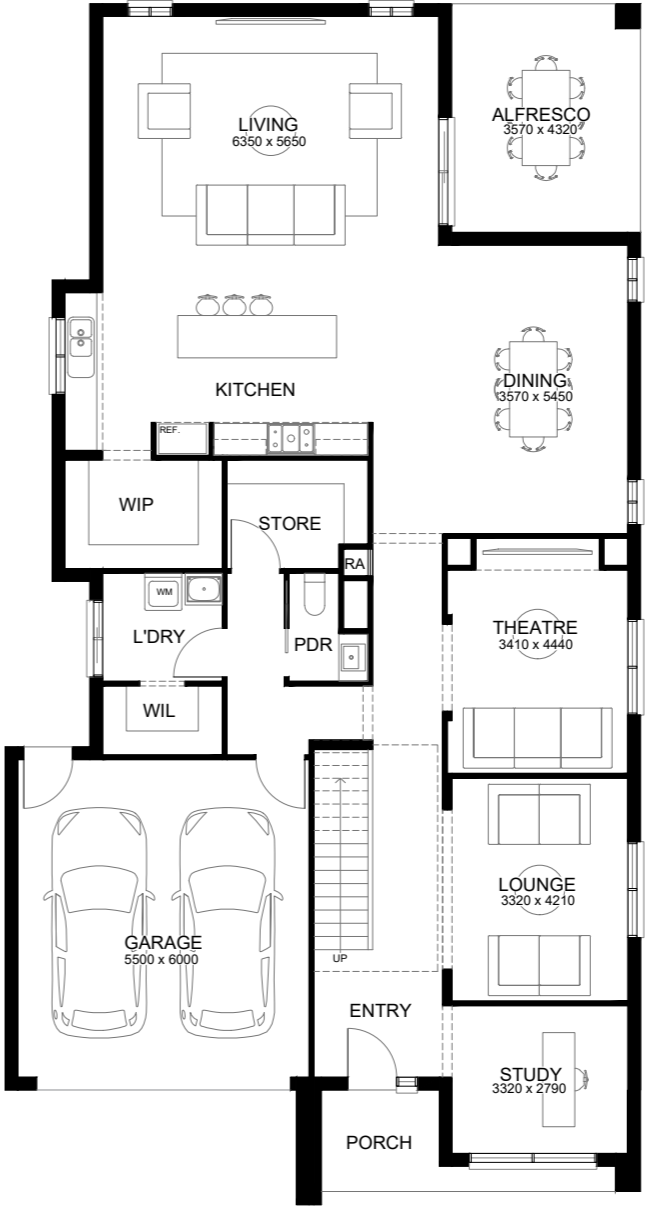 LIVING
6350 x 5650
ALFRESCO
3570 x 4320
KITCHEN
DINING
3570 x 5450
REF.
WIP
STORE
RA
WM
L'DRY
PDR
THEATRE
3410 x 4440
WIL
LOUNGE
3320 x 4210
GARAGE
5500 x 6000
UP
ENTRY
STUDY
3320 x 2790
PORCH